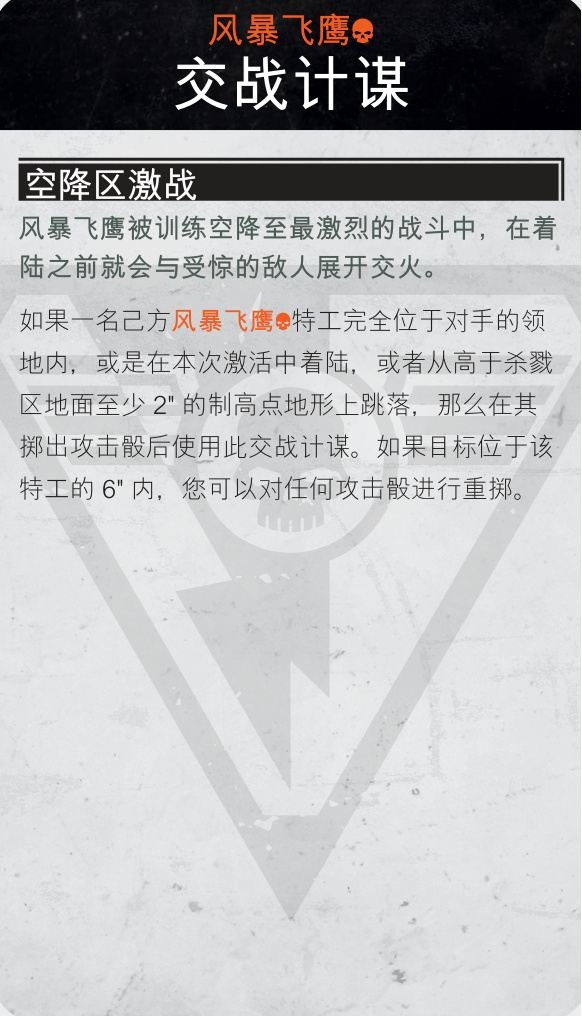 风暴飞鹰
交战计谋
空降区激战
风暴飞鹰被训练空降至最激烈的战斗中，在着
陆之前就会与受惊的敌人展开交火。
如果一名己方风暴飞鹰特工完全位于对手的领
地内，或是在本次激活中着陆，或者从高于杀戮
区地面至少 2" 的制高点地形上跳落，那么在其
掷出攻击骰后使用此交战计谋。如果目标位于该
特工的 6" 内，您可以对任何攻击骰进行重掷。